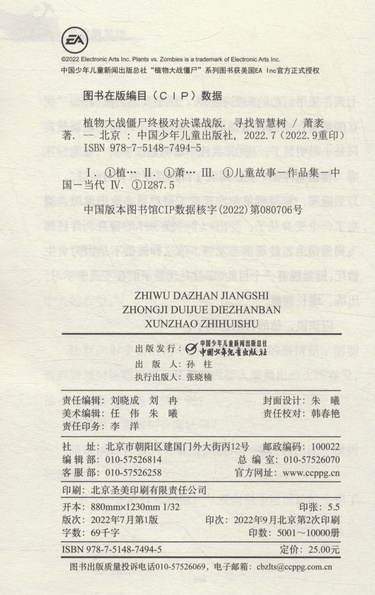 EA
©2022 Electronic Arts Inc. Plants vs. Zombies is a trademark of Electronic Arts Inc.
中国少年儿童新闻出版总社“植物大战僵尸”系列图书获美国EA Inc官方正式授权
图书在版编目（CIP）数据
植物大战僵尸终极对决谍战版. 寻找智慧树 / 萧袤
著. -- 北京 : 中国少年儿童出版社, 2022.7(2022.9重印)
ISBN 978-7-5148-7494-5
Ⅰ. ①植… Ⅱ. ①萧… Ⅲ. ①儿童故事－作品集－中
国－当代 Ⅳ. ①I287.5
中国版本图书馆CIP数据核字(2022)第080706号
ZHIWU DAZHAN JIANGSHI
ZHONGJI DUIJUE DIEZHANBAN
XUNZHAO ZHIHUISHU
出版发行： 中国少年儿童新闻出版总社
中国少年儿童出版社
出 版 人：孙 柱
执行出版人：张晓楠
责任编辑：刘晓成 刘 冉 封面设计：朱 曦
美术编辑：任 伟 朱 曦 责任校对：韩春艳
责任印务：李 洋
社 址：北京市朝阳区建国门外大街丙12号 邮政编码：100022
编 辑 部：010-57526814 总 编 室：010-57526070
客 服 部：010-57526258 官方网址：www.ccppg.cn
印刷：北京圣美印刷有限责任公司
开本：880mm×1230mm 1/32 印张：5.5
版次：2022年7月第1版 印次：2022年9月北京第2次印刷
字数：69千字 印数：5001～10000册
ISBN 978-7-5148-7494-5 定价：25.00元
图书出版质量投诉电话010-57526069，电子邮箱：cbzlts@ccppg.com.cn